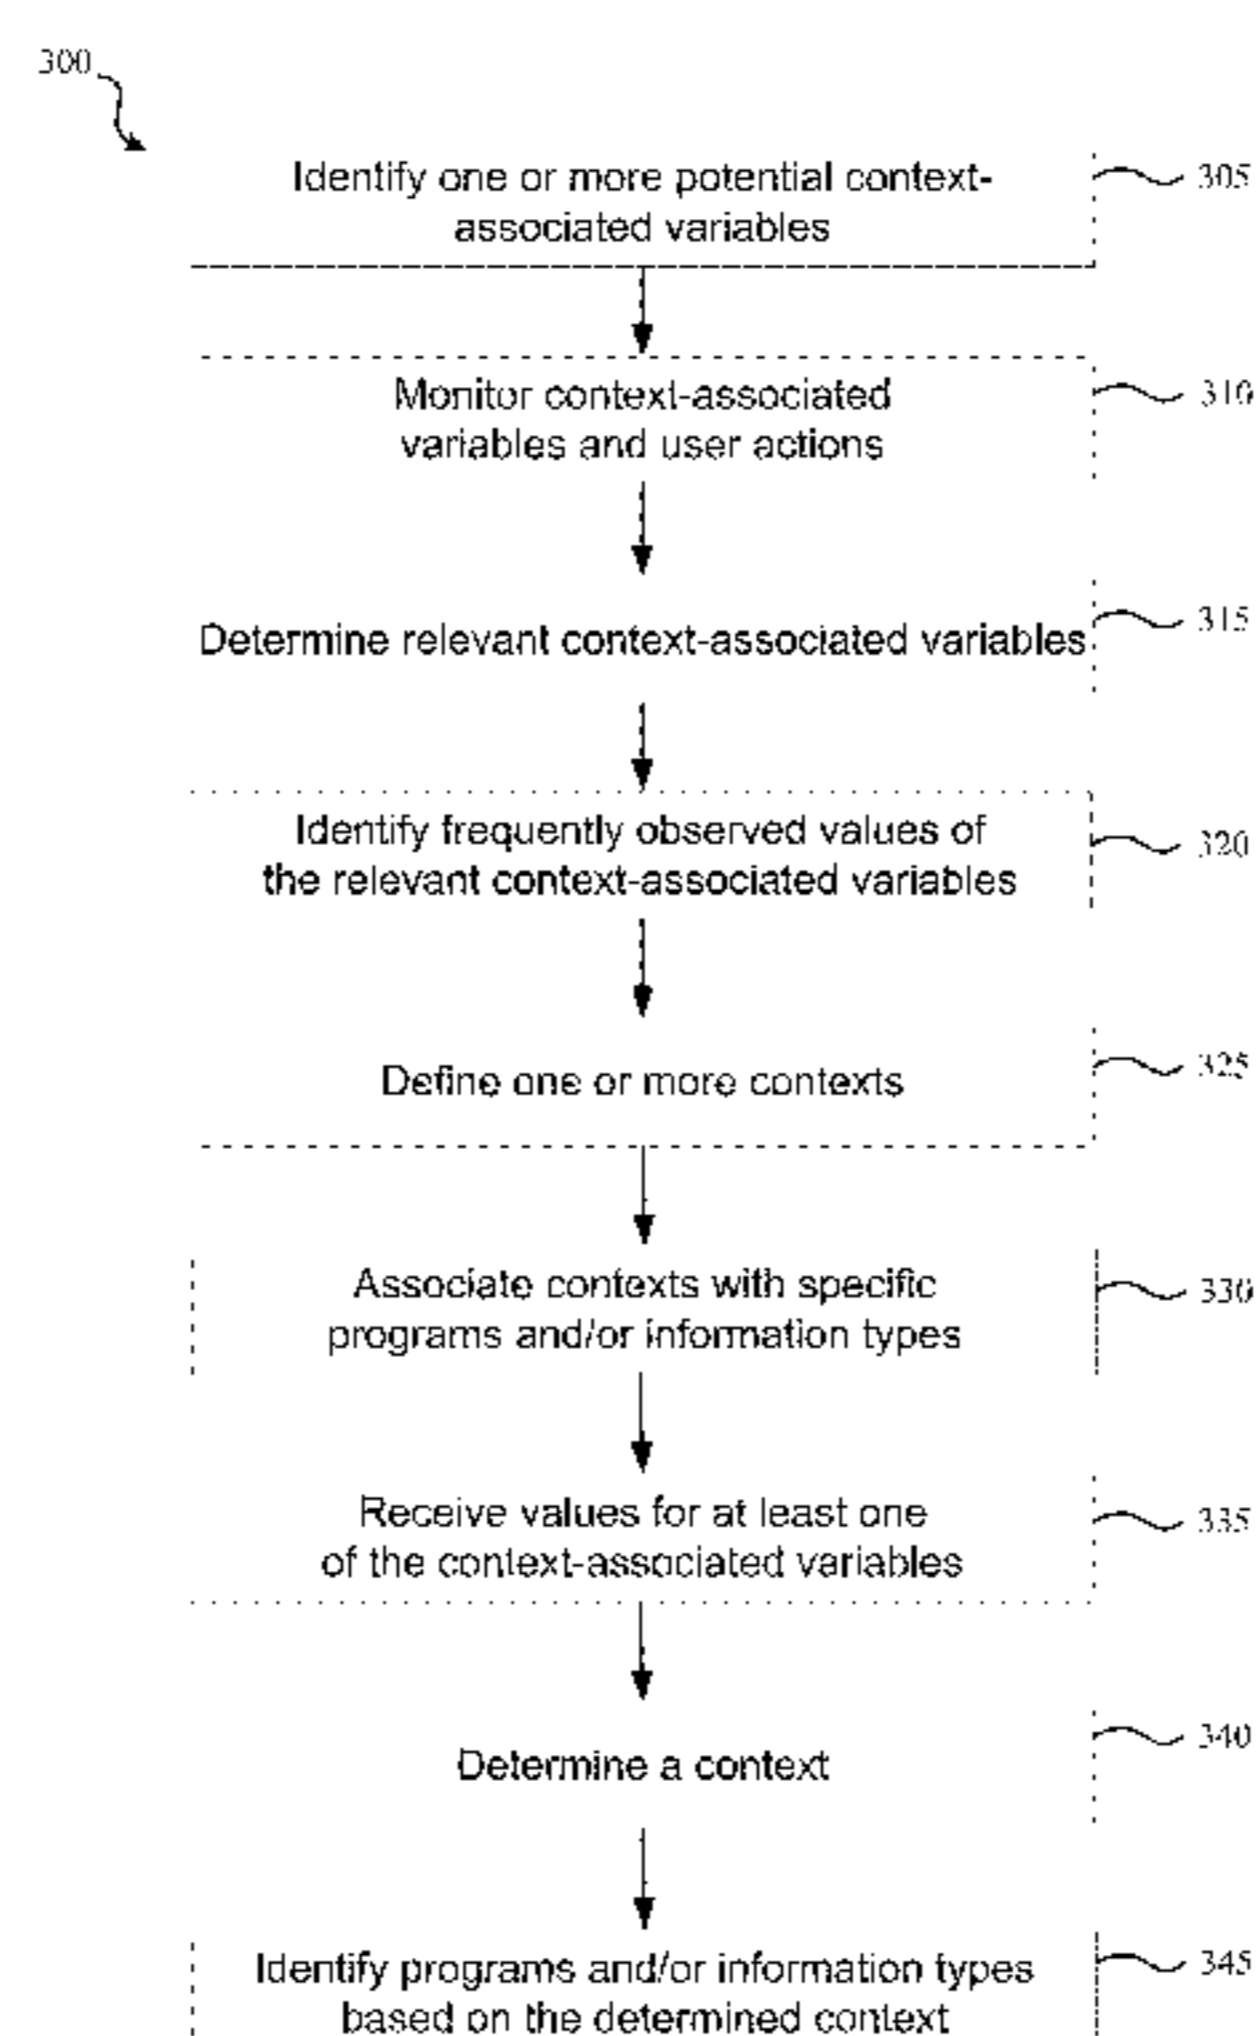 300
Identify one or more potential context-
associated variables
305
Monitor context-associated
variables and user actions
310
Determine relevant context-associated variables
315
Identify frequently observed values of
the relevant context-associated variables
320
Define one or more contexts
325
Associate contexts with specific
programs and/or information types
330
Receive values for at least one
of the context-associated variables
335
Determine a context
340
Identify programs and/or information types
based on the determined context
345